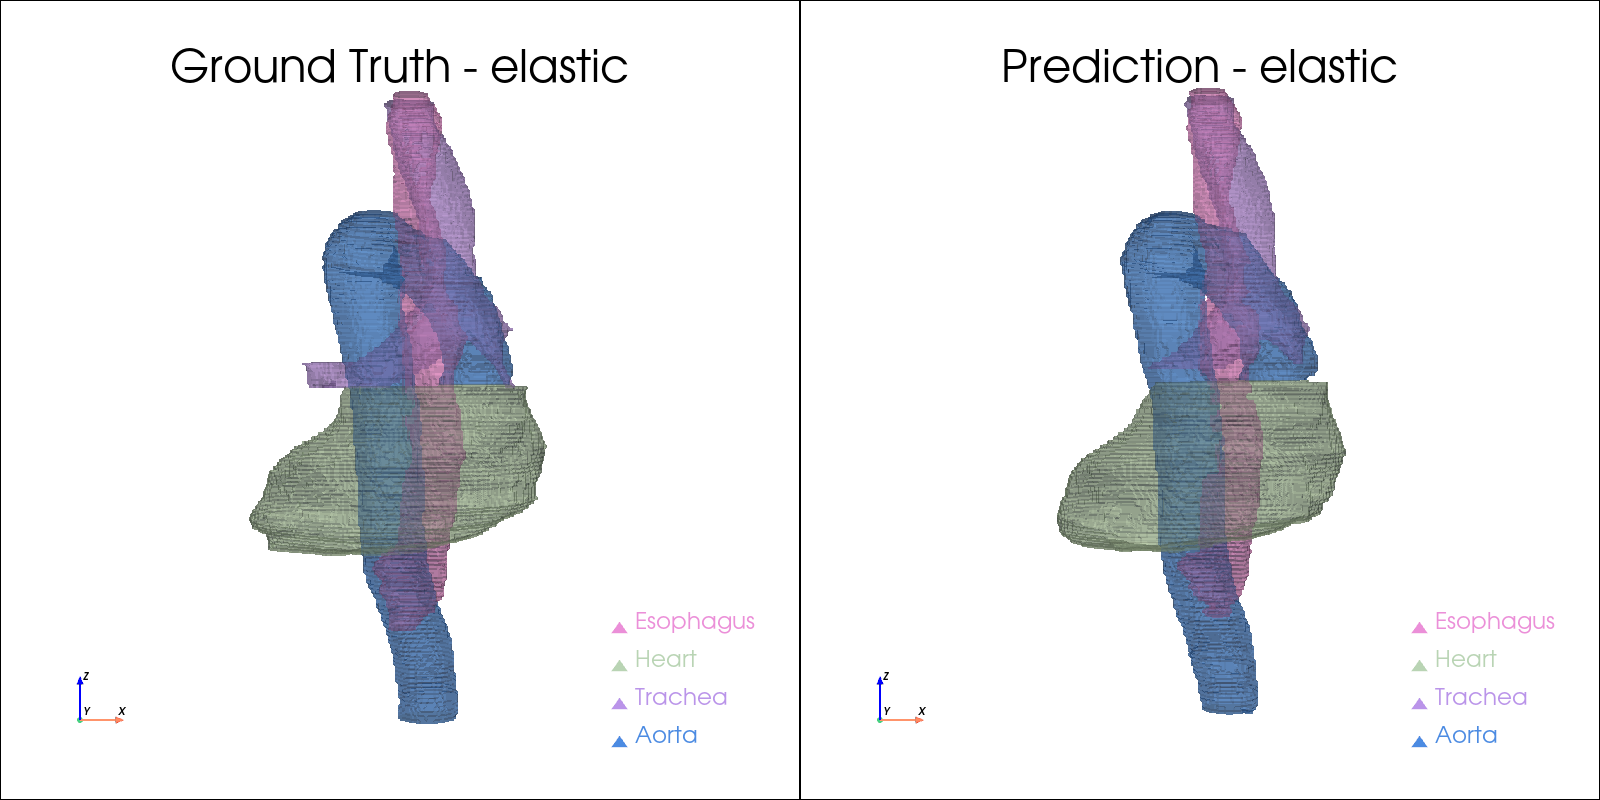 Ground Truth - elastic
Esophagus
Heart
Trachea
Aorta
Z
Y X
Prediction - elastic
Esophagus
Heart
Trachea
Aorta
Z
Y X